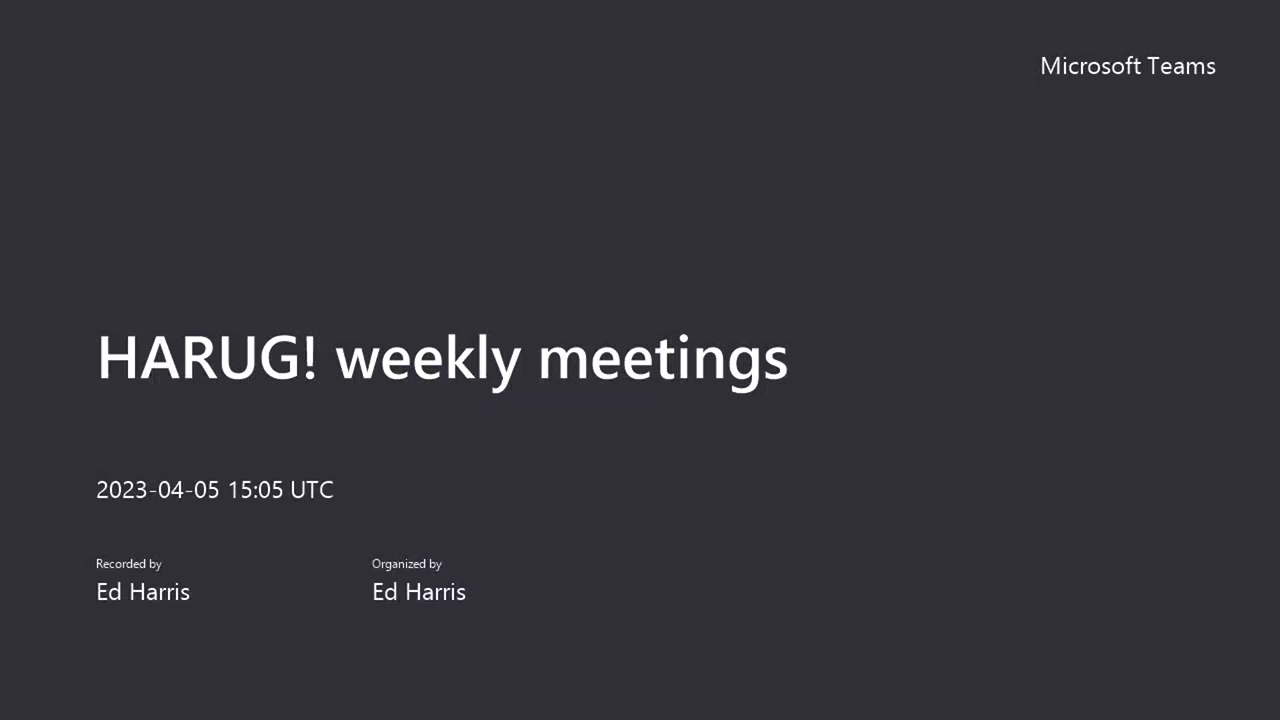 Microsoft Teams
HARUG! weekly meetings
2023-04-05 15:05 UTC
Recorded by
Organized by
Ed Harris
Ed Harris